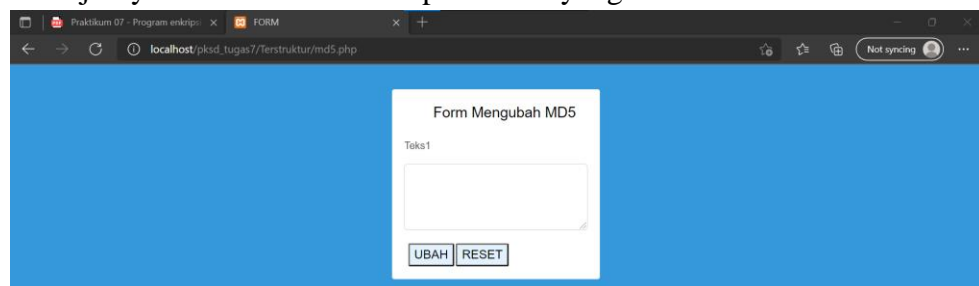 Praktikum 07 - Program enkripsi
FORM
localhost/pksd_tugas7/Terstruktur/md5.php
Not syncing
Form Mengubah MD5
Teks1
UBAH RESET